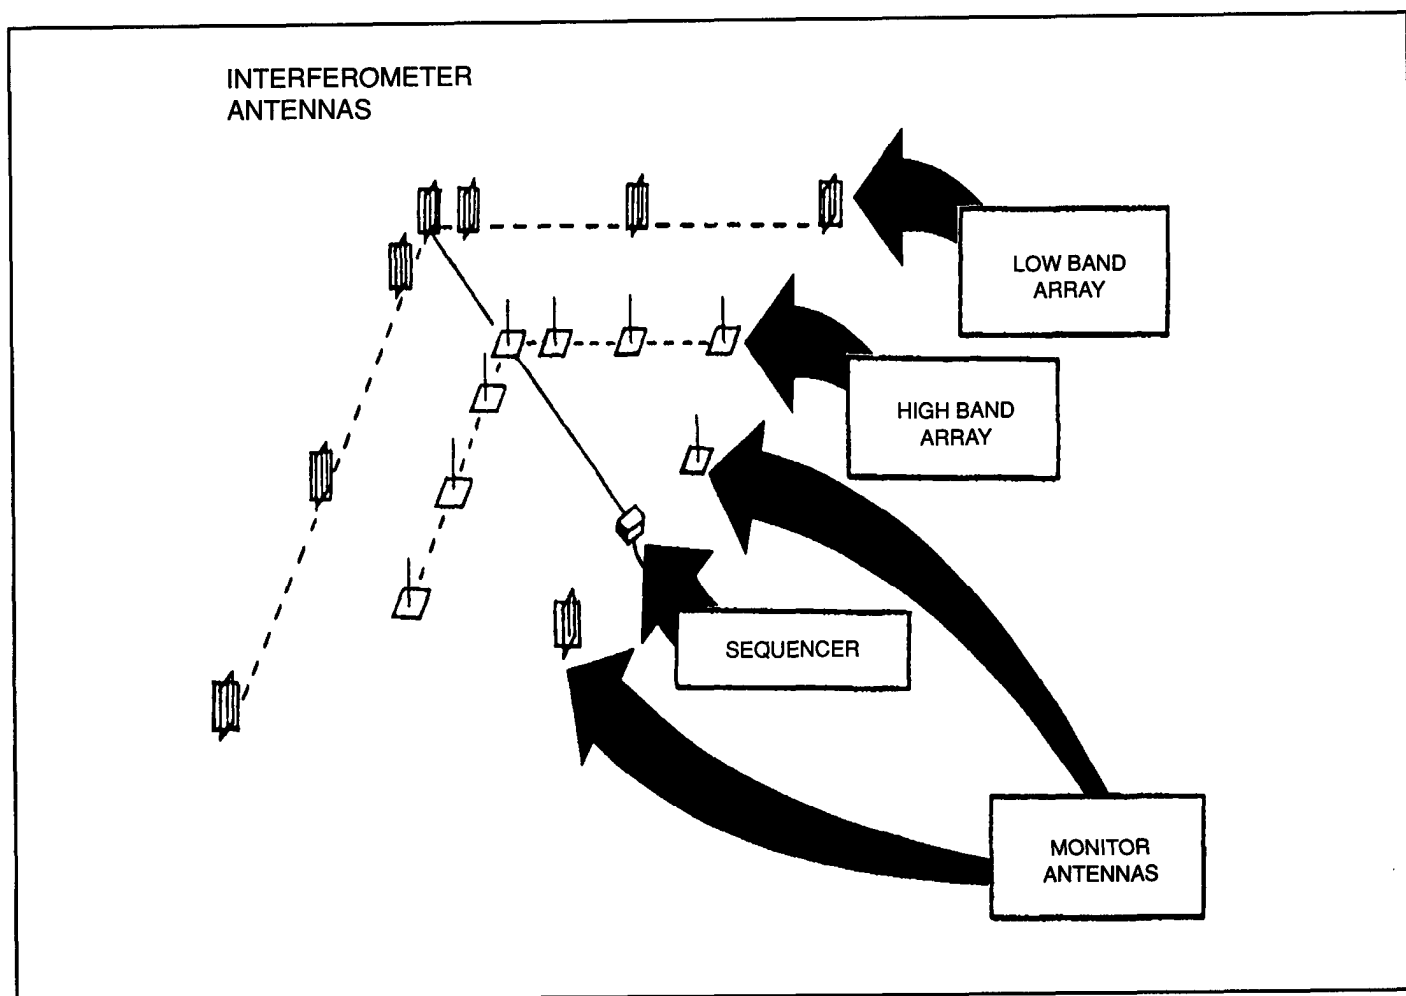 INTERFEROMETER
ANTENNAS
LOW BAND
ARRAY
HIGH BAND
ARRAY
SEQUENCER
MONITOR
ANTENNAS